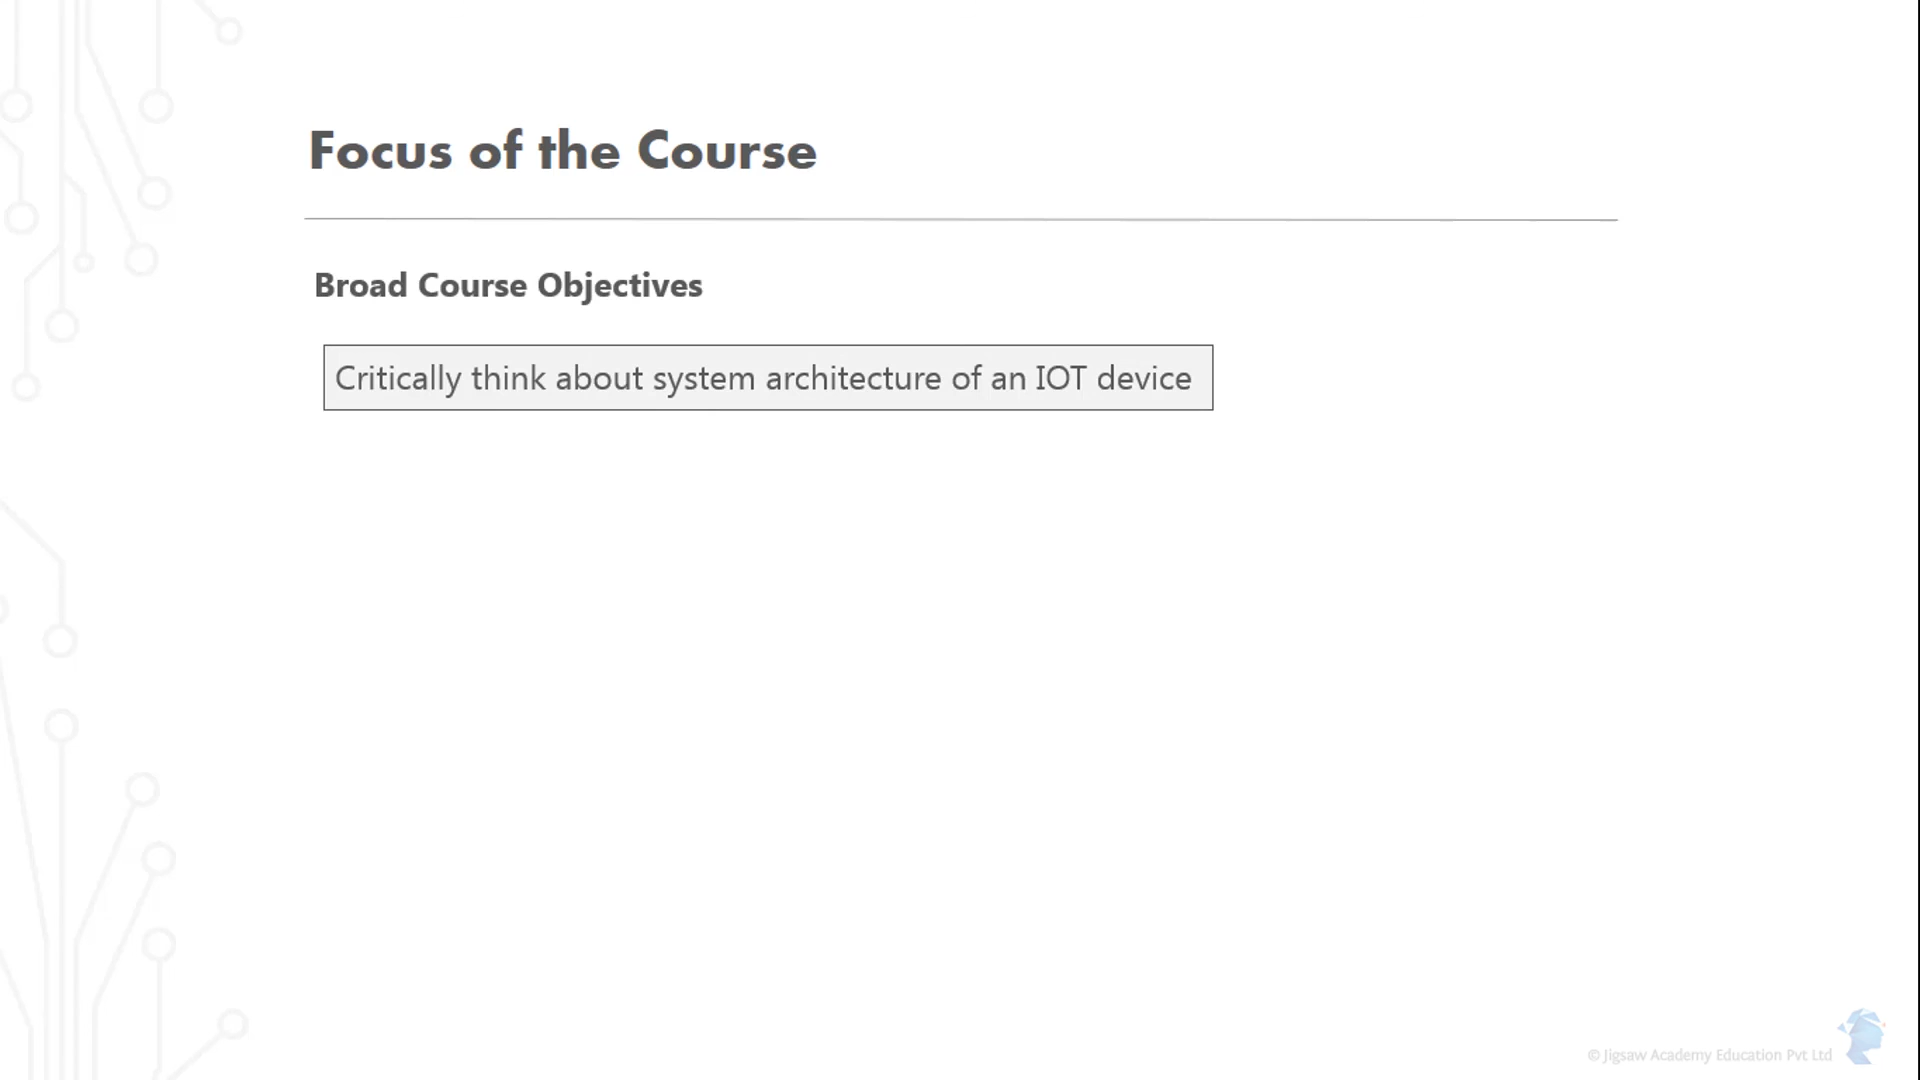 Focus of the Course
Broad Course Objectives
Critically think about system architecture of an IOT device
© Jigsaw Academy Education Pvt Ltd